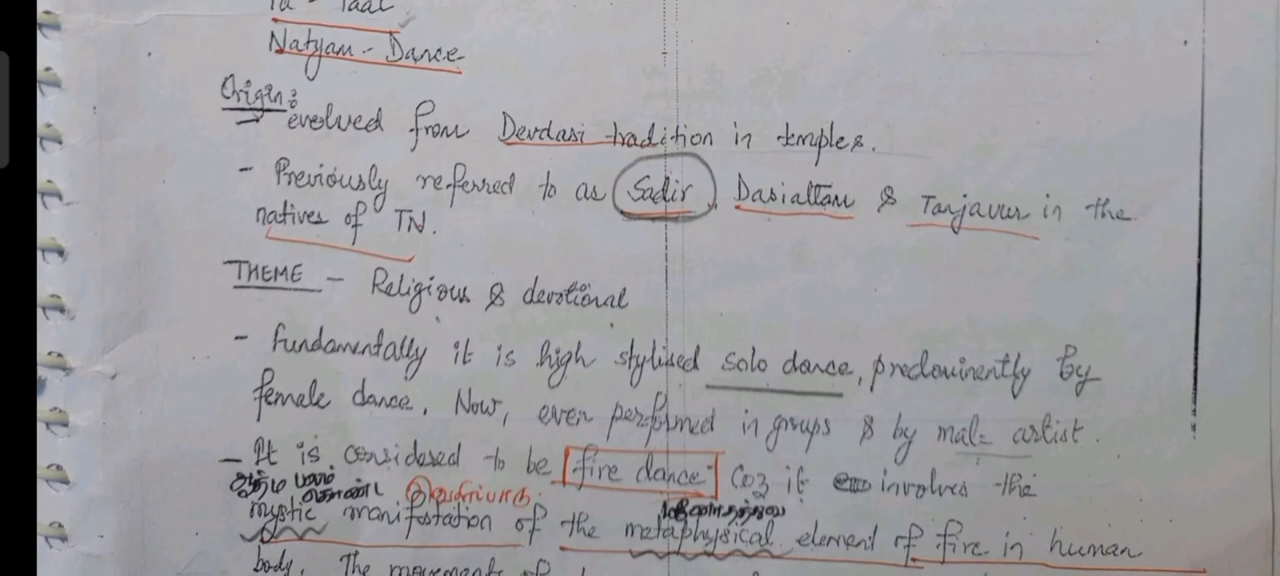 Ta - Taal
Natyam - Dance
Origin:
→ evolved from Devdasi tradition in temples.
- Previously referred to as Sadir, Dasiattam & Tanjavur in the
natives of TN.
THEME - Religious & devotional
- Fundamentally it is high stylised solo dance, predominently by
female dance. Now, even performed in groups & by male artist.
- It is considered to be "fire dance" Coz it involves the
வெளிப்பாடு
mystic manifestation of the metaphysical element of fire in human
body. The movements of